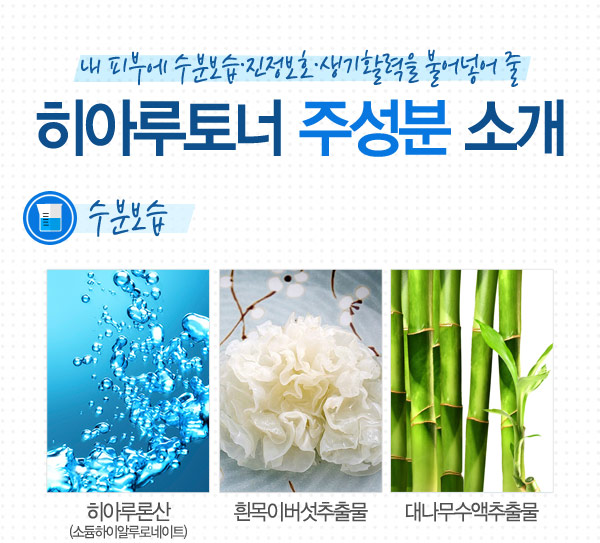 내 피부에 수분보습·진정보호·생기활력을 불어넣어 줄
히아루토너 주성분 소개
수분보습
히아루론산
(소듐하이알루로네이트)
흰목이버섯추출물
대나무수액추출물